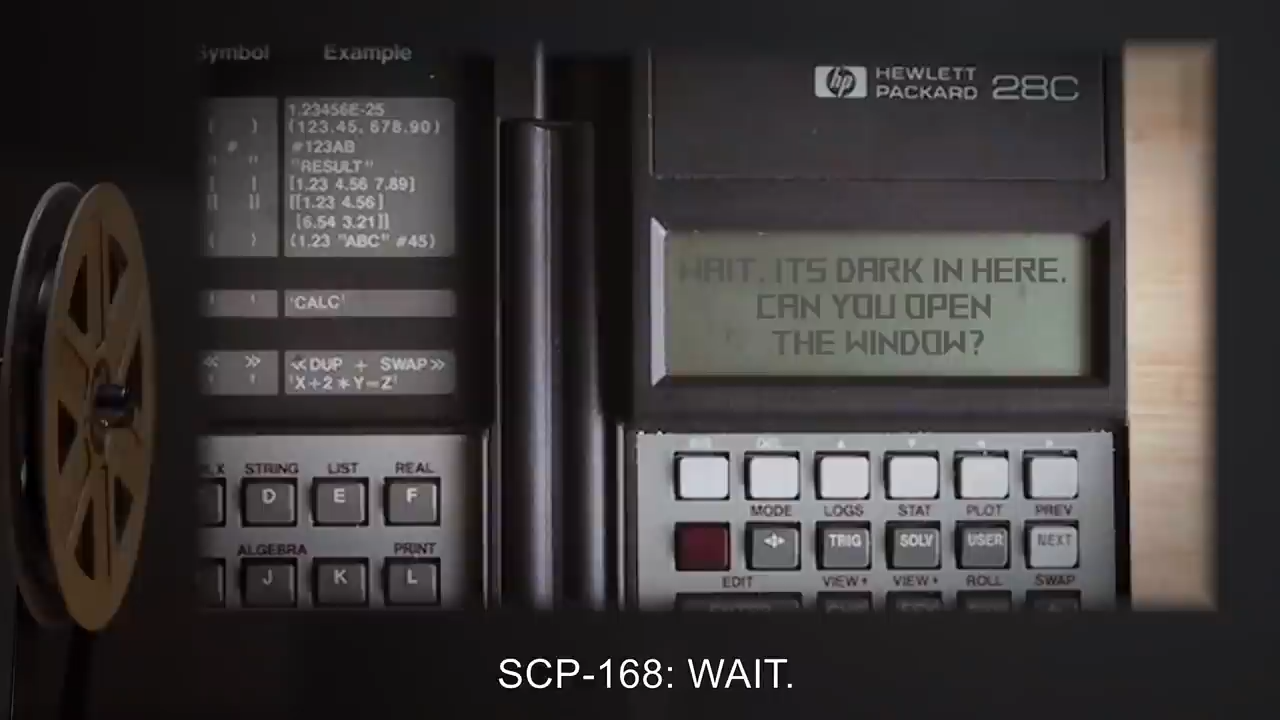 Symbol Example
1.23456E-25
( ) (123.45, 678.90)
# #123AB
" " "RESULT"
[ ] [1.23 4.56 7.89]
[[ ]] [[1.23 4.56]
[6.54 3.21]]
{ } {1.23 "ABC" #45}
' ' 'CALC'
« » «DUP + SWAP»
' ' 'X+2*Y=Z'
STRING LIST REAL
D E F
ALGEBRA PRINT
J K L
hp HEWLETT
PACKARD 28C
WAIT. ITS DARK IN HERE.
CAN YOU OPEN
THE WINDOW?
MODE LOGS STAT PLOT PREV
TRIG SOLV USER NEXT
EDIT VIEW↑ VIEW↓ ROLL SWAP
SCP-168: WAIT.